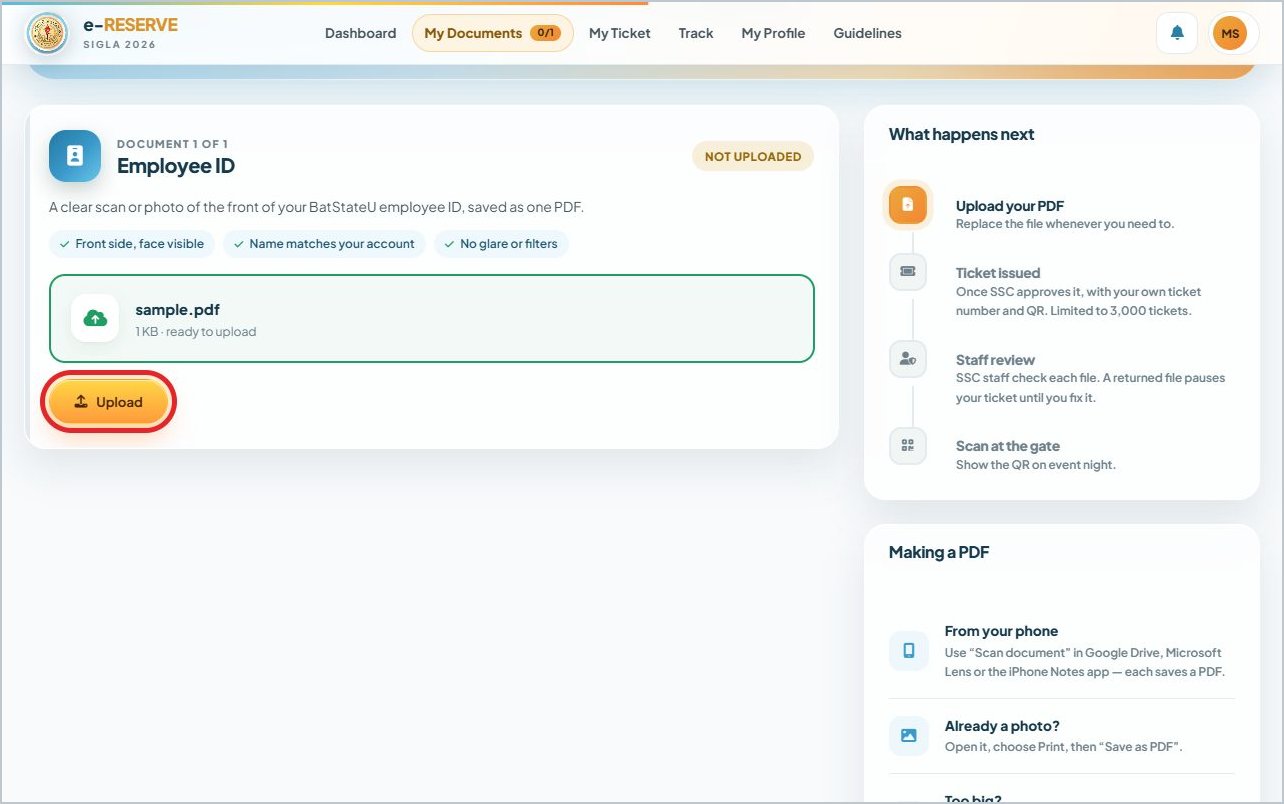 e-RESERVE
SIGLA 2026
Dashboard
My Documents 0/1
My Ticket
Track
My Profile
Guidelines
MS
DOCUMENT 1 OF 1
Employee ID
NOT UPLOADED
A clear scan or photo of the front of your BatStateU employee ID, saved as one PDF.
Front side, face visible
Name matches your account
No glare or filters
sample.pdf
1 KB · ready to upload
Upload
What happens next
Upload your PDF
Replace the file whenever you need to.
Ticket issued
Once SSC approves it, with your own ticket
number and QR. Limited to 3,000 tickets.
Staff review
SSC staff check each file. A returned file pauses
your ticket until you fix it.
Scan at the gate
Show the QR on event night.
Making a PDF
From your phone
Use “Scan document” in Google Drive, Microsoft
Lens or the iPhone Notes app — each saves a PDF.
Already a photo?
Open it, choose Print, then “Save as PDF”.
Too big?